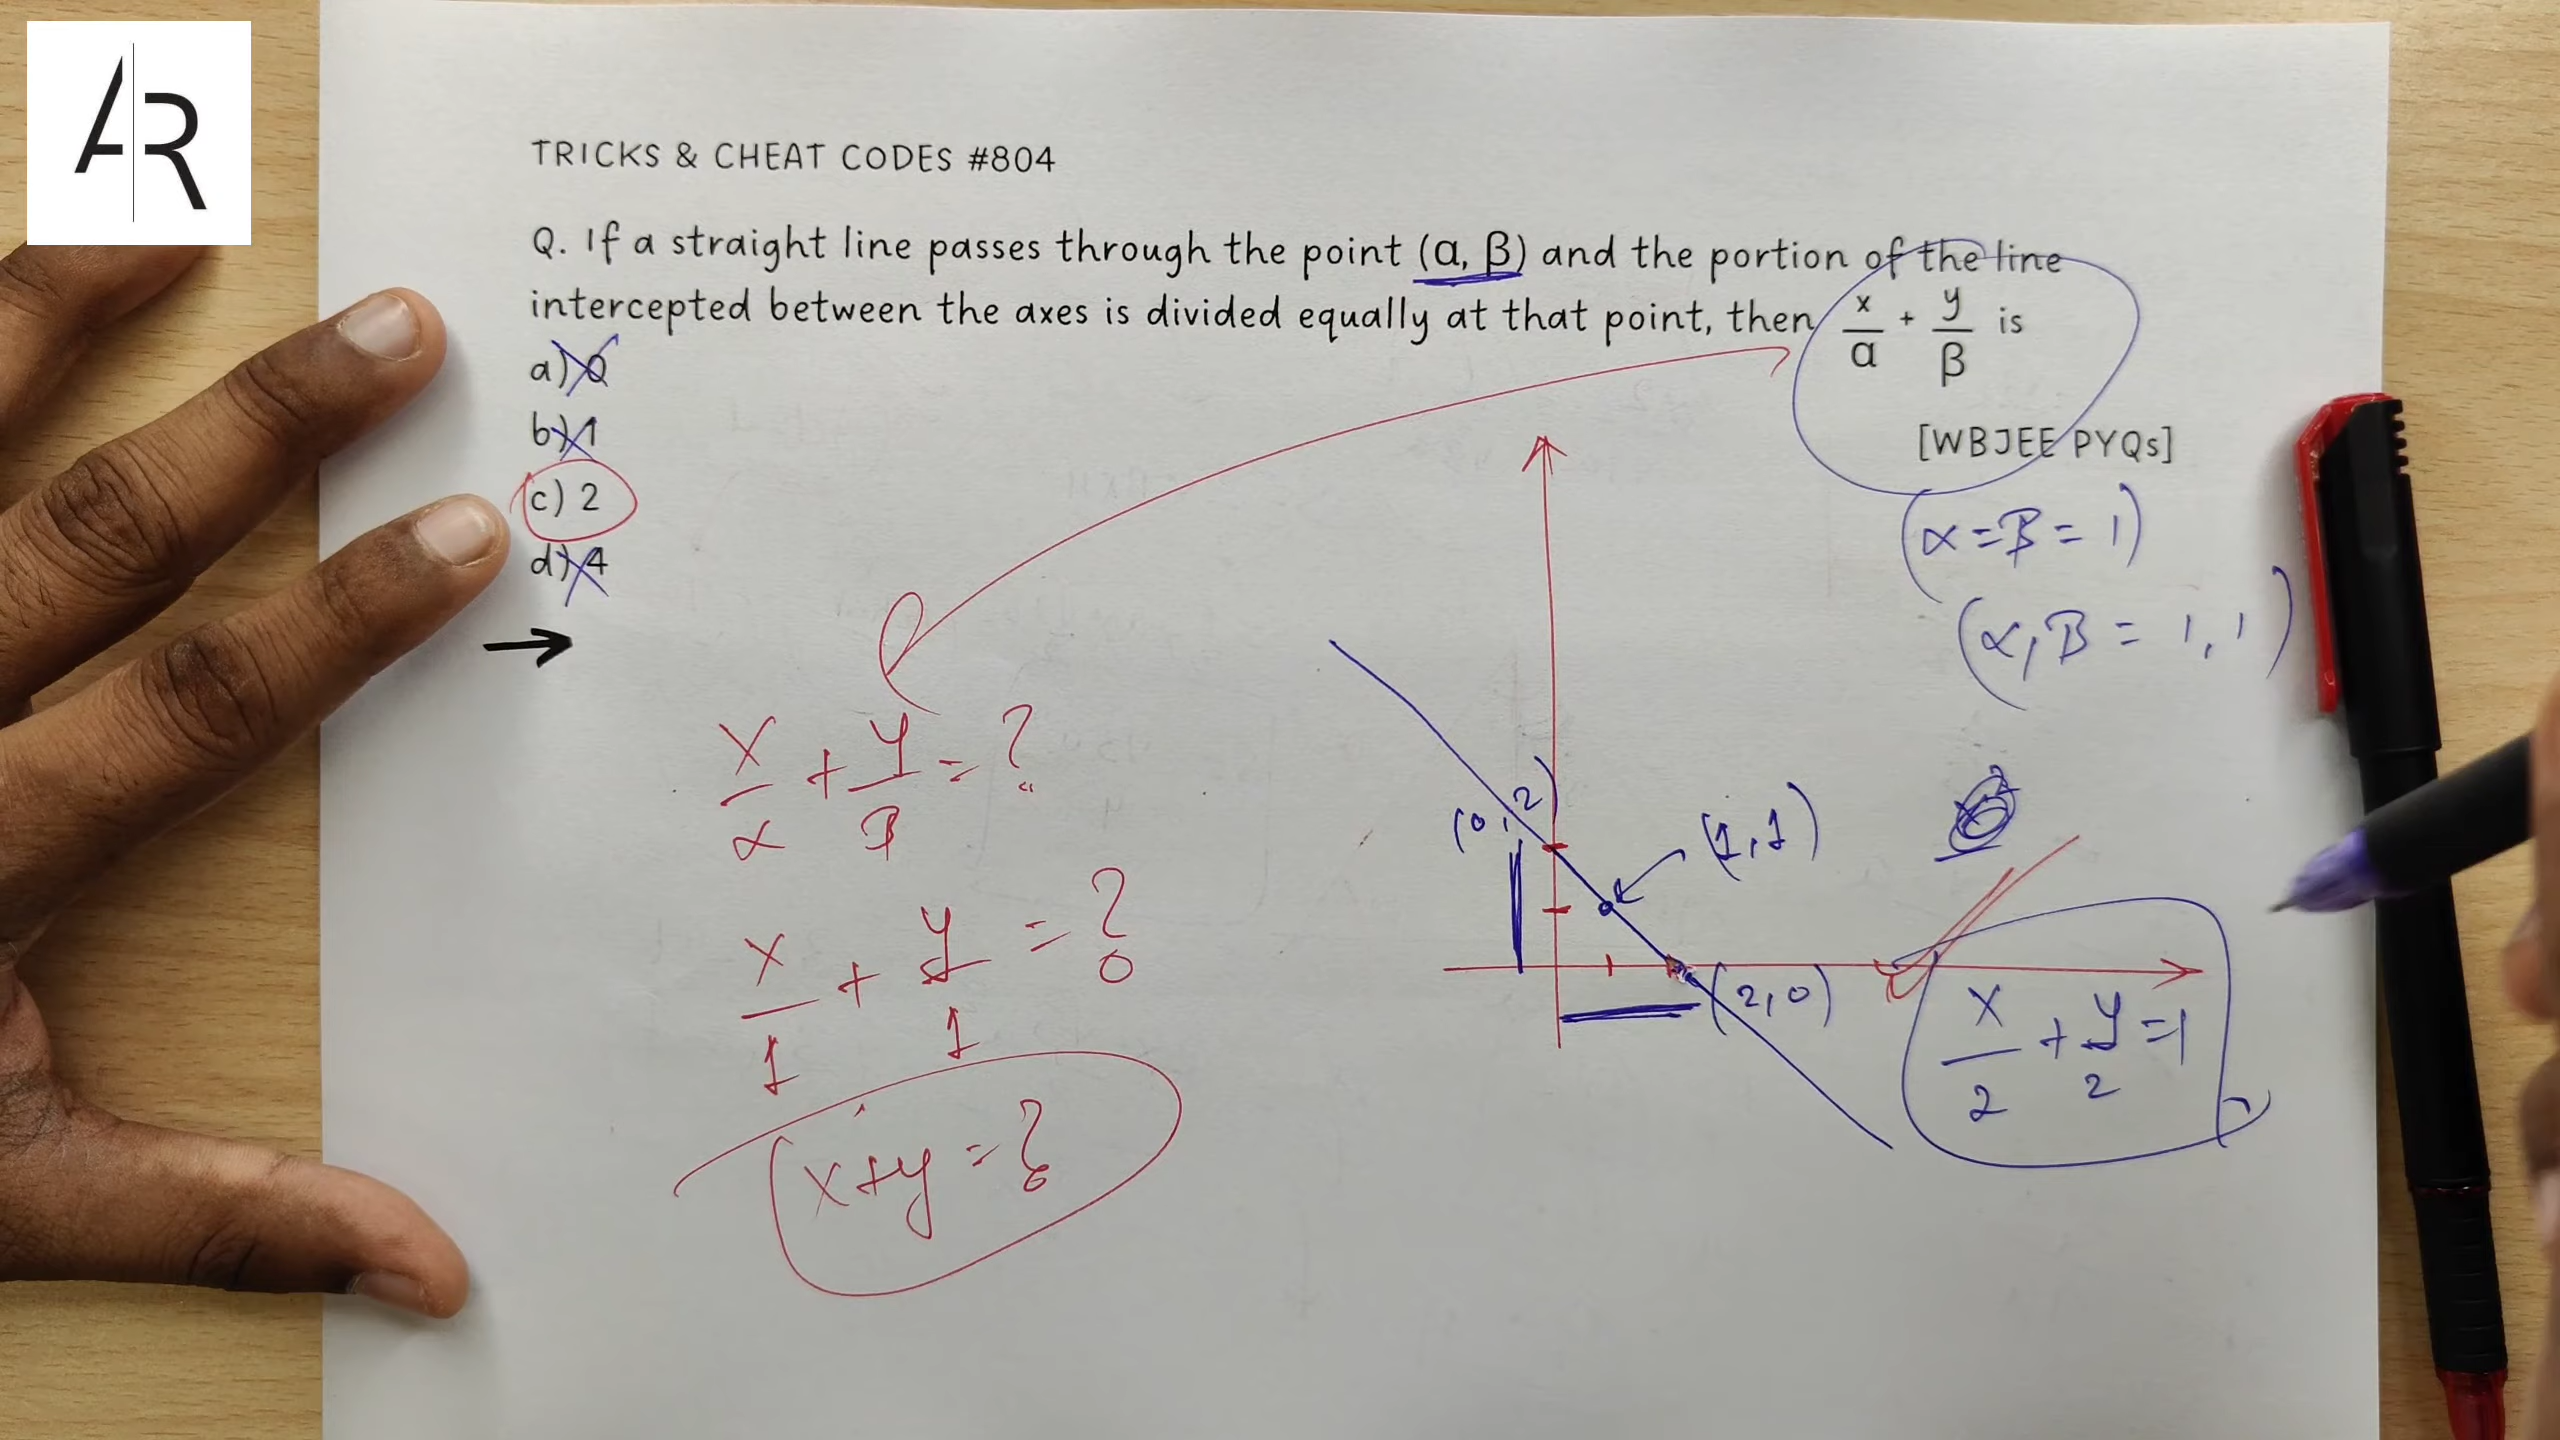 AR
TRICKS & CHEAT CODES #804
Q. If a straight line passes through the point (α, β) and the portion of the line
intercepted between the axes is divided equally at that point, then x/α + y/β is
[WBJEE PYQs]
a) 0
b) 1
c) 2
d) 4
(α = β = 1)
(α, β = 1, 1)
x/α + y/β = ?
x/1 + y/1 = ?
x+y = ?
(0, 2)
(1, 1)
(2, 0)
x/2 + y/2 = 1